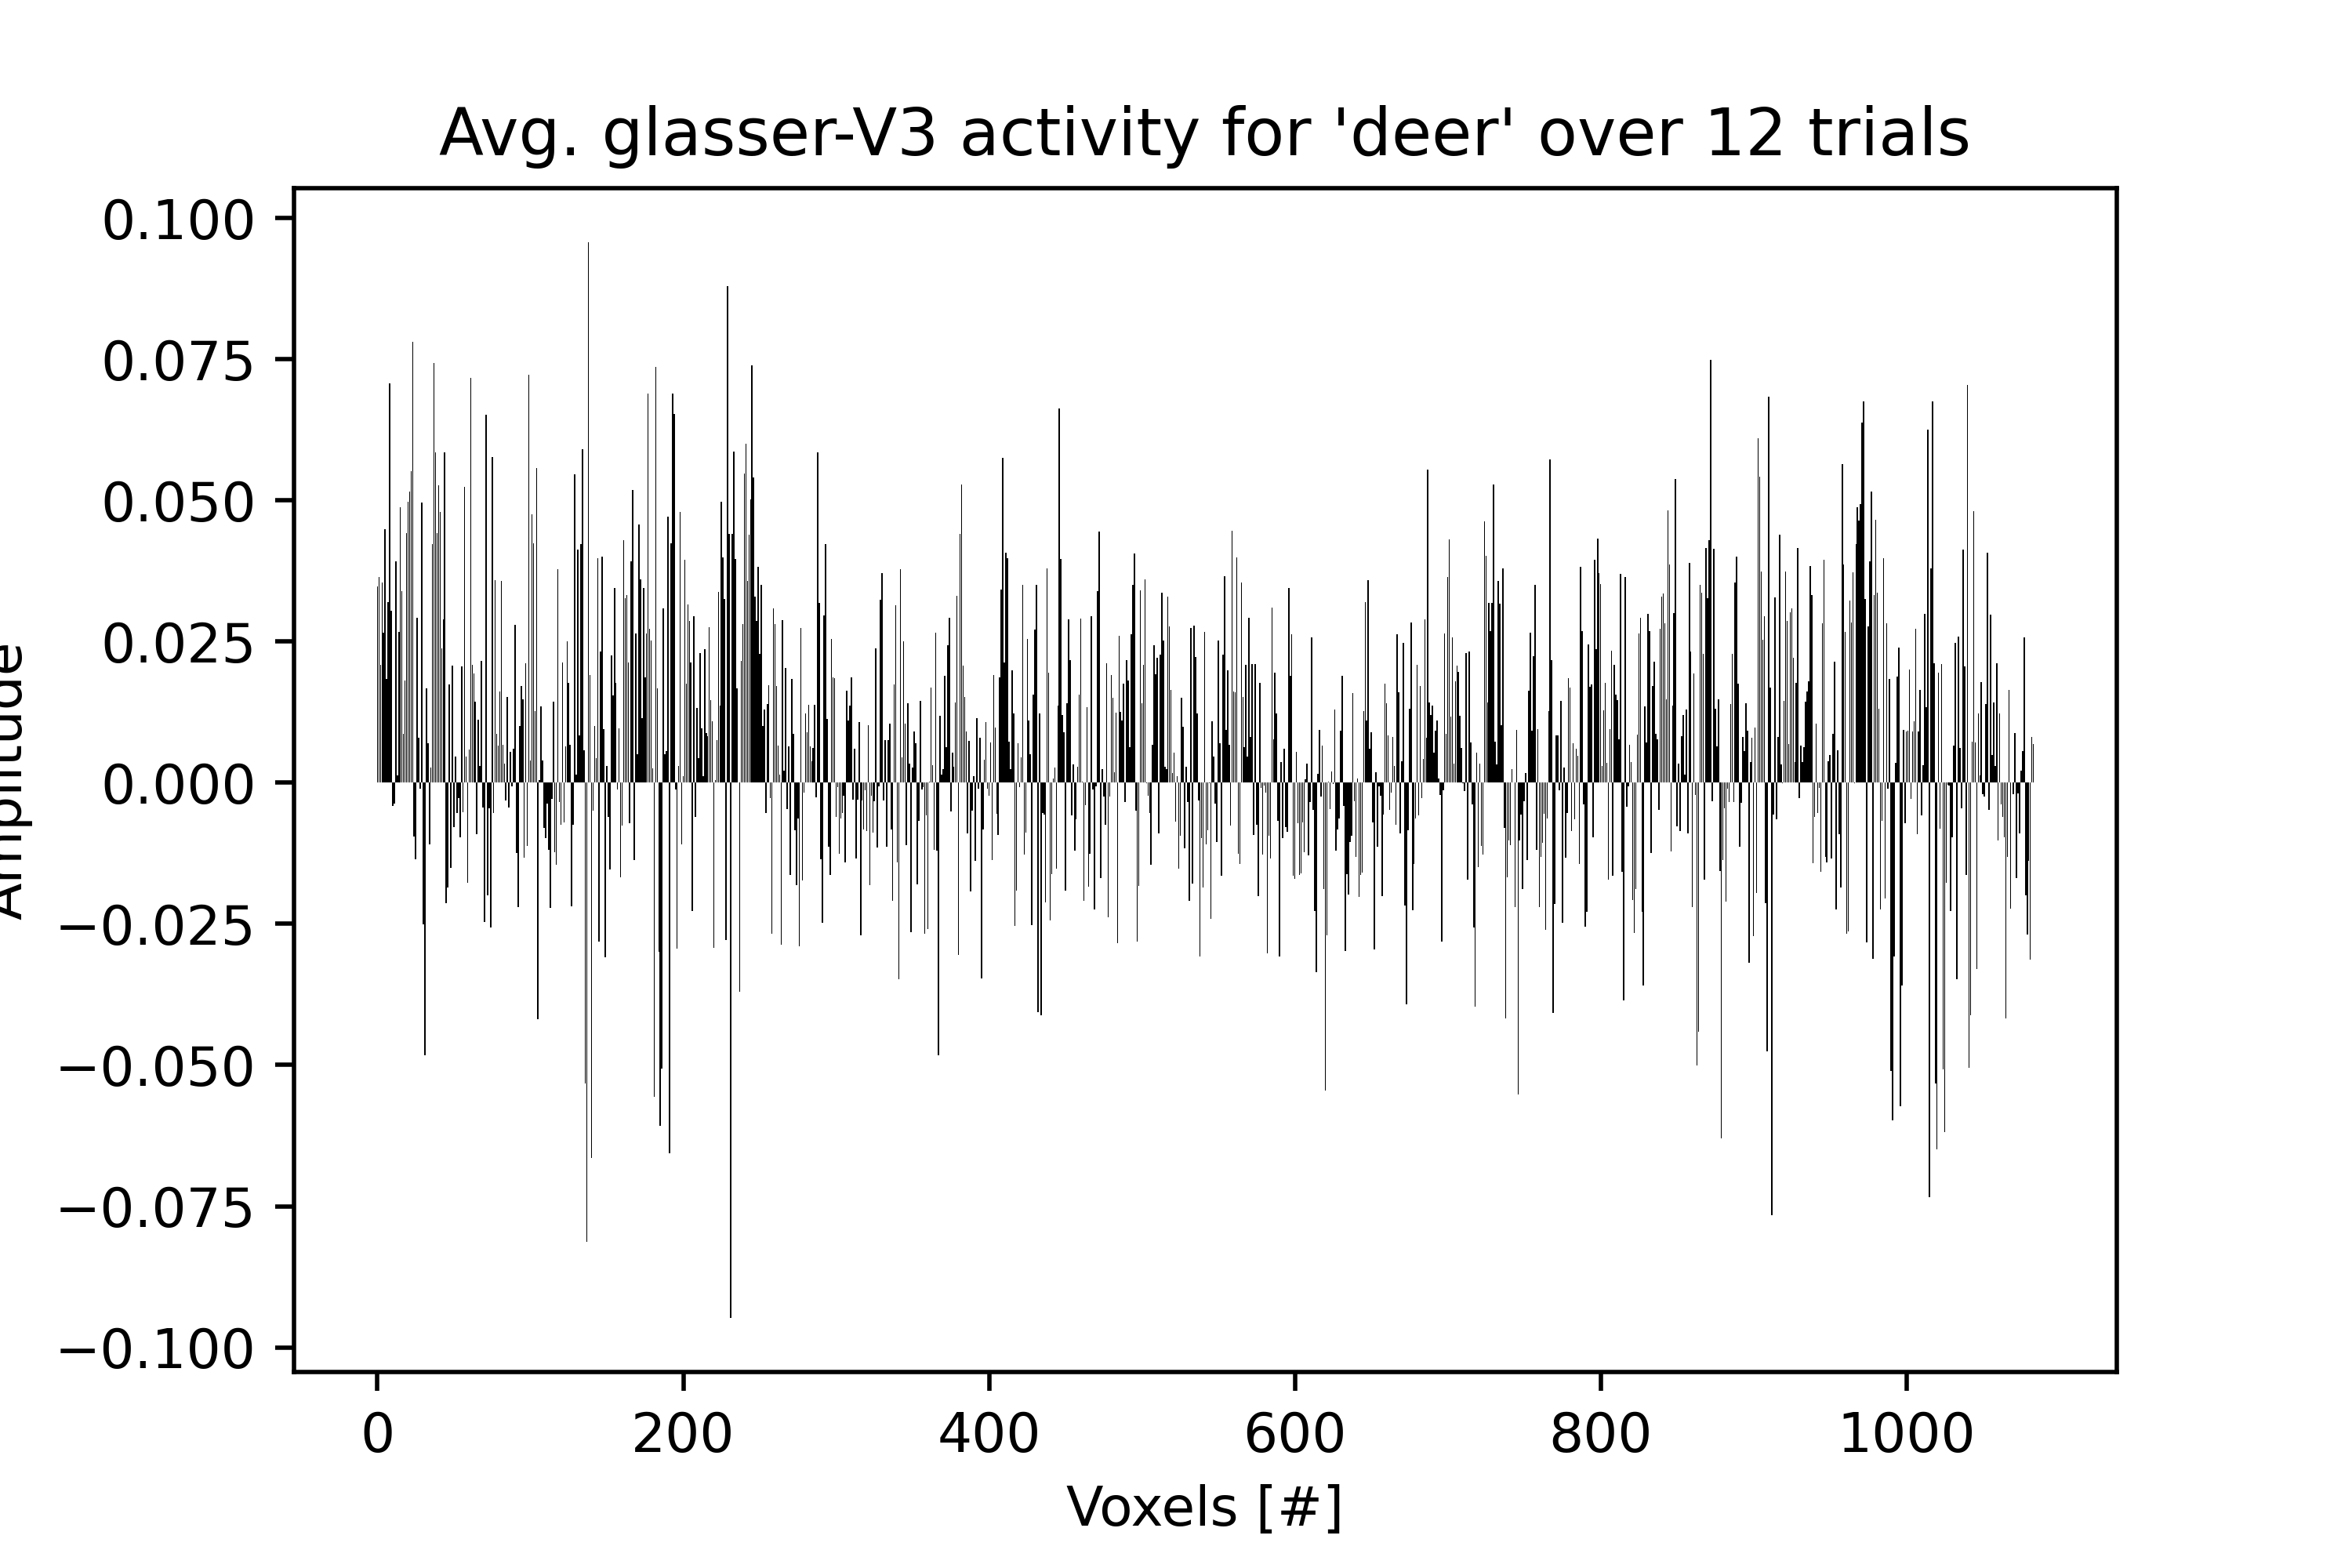 Avg. glasser-V3 activity for 'deer' over 12 trials
0.100
0.075
0.050
0.025
0.000
−0.025
−0.050
−0.075
−0.100
Amplitude
0 200 400 600 800 1000
Voxels [#]